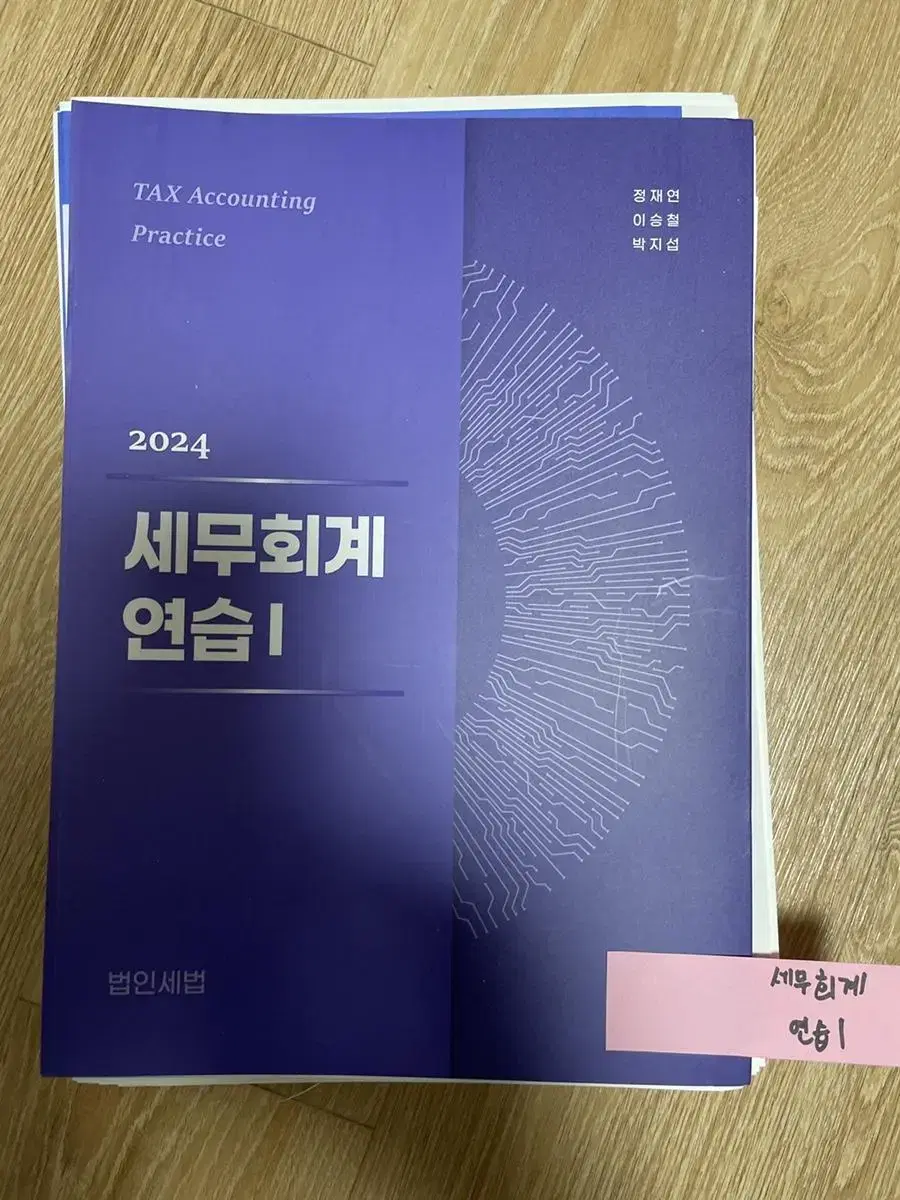 TAX Accounting
Practice
정재연
이승철
박지섭
2024
세무회계
연습 I
법인세법
세무회계
연습 1